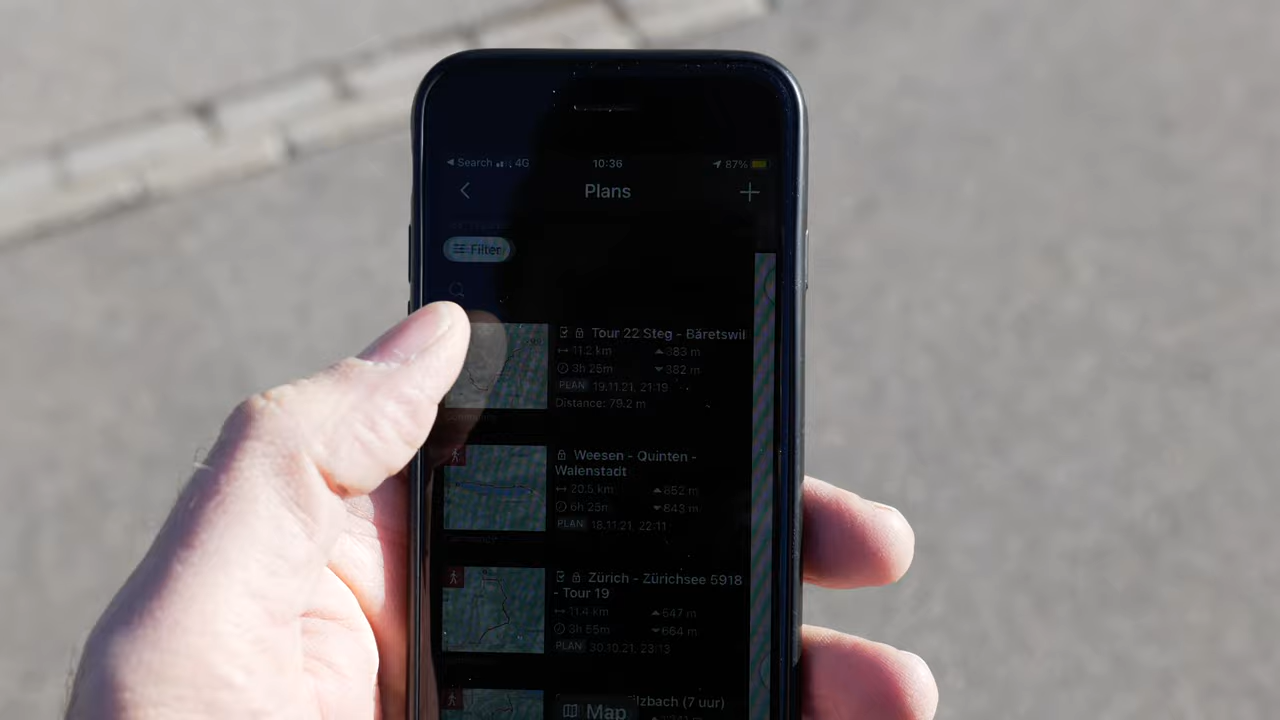 Search 4G 10:36 87%
Plans
Filter
Tour 22 Steg - Bäretswil
11.2 km 383 m
3h 26m 382 m
PLAN 19.11.21, 21:19
Distance: 79.2 m
Weesen - Quinten -
Walenstadt
20.5 km 852 m
6h 25m 843 m
PLAN 18.11.21, 22:11
Zürich - Zürichsee 5918
- Tour 19
11.4 km 647 m
3h 55m 664 m
PLAN 30.10.21, 23:13
(7 uur)
Map